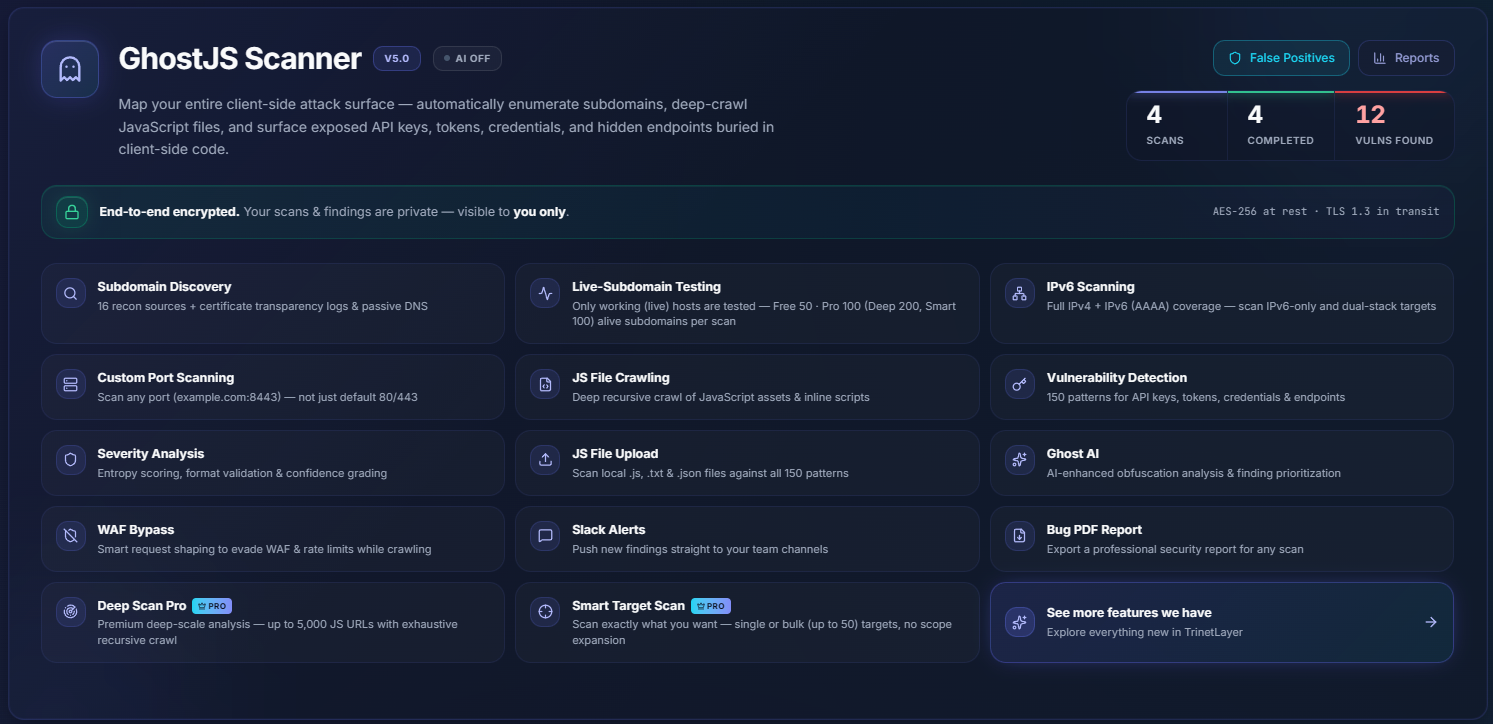 GhostJS Scanner V5.0 AI OFF
False Positives Reports
Map your entire client-side attack surface — automatically enumerate subdomains, deep-crawl
JavaScript files, and surface exposed API keys, tokens, credentials, and hidden endpoints buried in
client-side code.
4 4 12
SCANS COMPLETED VULNS FOUND
End-to-end encrypted. Your scans & findings are private — visible to you only.
AES-256 at rest · TLS 1.3 in transit
Subdomain Discovery
16 recon sources + certificate transparency logs & passive DNS
Live-Subdomain Testing
Only working (live) hosts are tested — Free 50 · Pro 100 (Deep 200, Smart
100) alive subdomains per scan
IPv6 Scanning
Full IPv4 + IPv6 (AAAA) coverage — scan IPv6-only and dual-stack targets
Custom Port Scanning
Scan any port (example.com:8443) — not just default 80/443
JS File Crawling
Deep recursive crawl of JavaScript assets & inline scripts
Vulnerability Detection
150 patterns for API keys, tokens, credentials & endpoints
Severity Analysis
Entropy scoring, format validation & confidence grading
JS File Upload
Scan local .js, .txt & .json files against all 150 patterns
Ghost AI
AI-enhanced obfuscation analysis & finding prioritization
WAF Bypass
Smart request shaping to evade WAF & rate limits while crawling
Slack Alerts
Push new findings straight to your team channels
Bug PDF Report
Export a professional security report for any scan
Deep Scan Pro PRO
Premium deep-scale analysis — up to 5,000 JS URLs with exhaustive
recursive crawl
Smart Target Scan PRO
Scan exactly what you want — single or bulk (up to 50) targets, no scope
expansion
See more features we have
Explore everything new in TrinetLayer